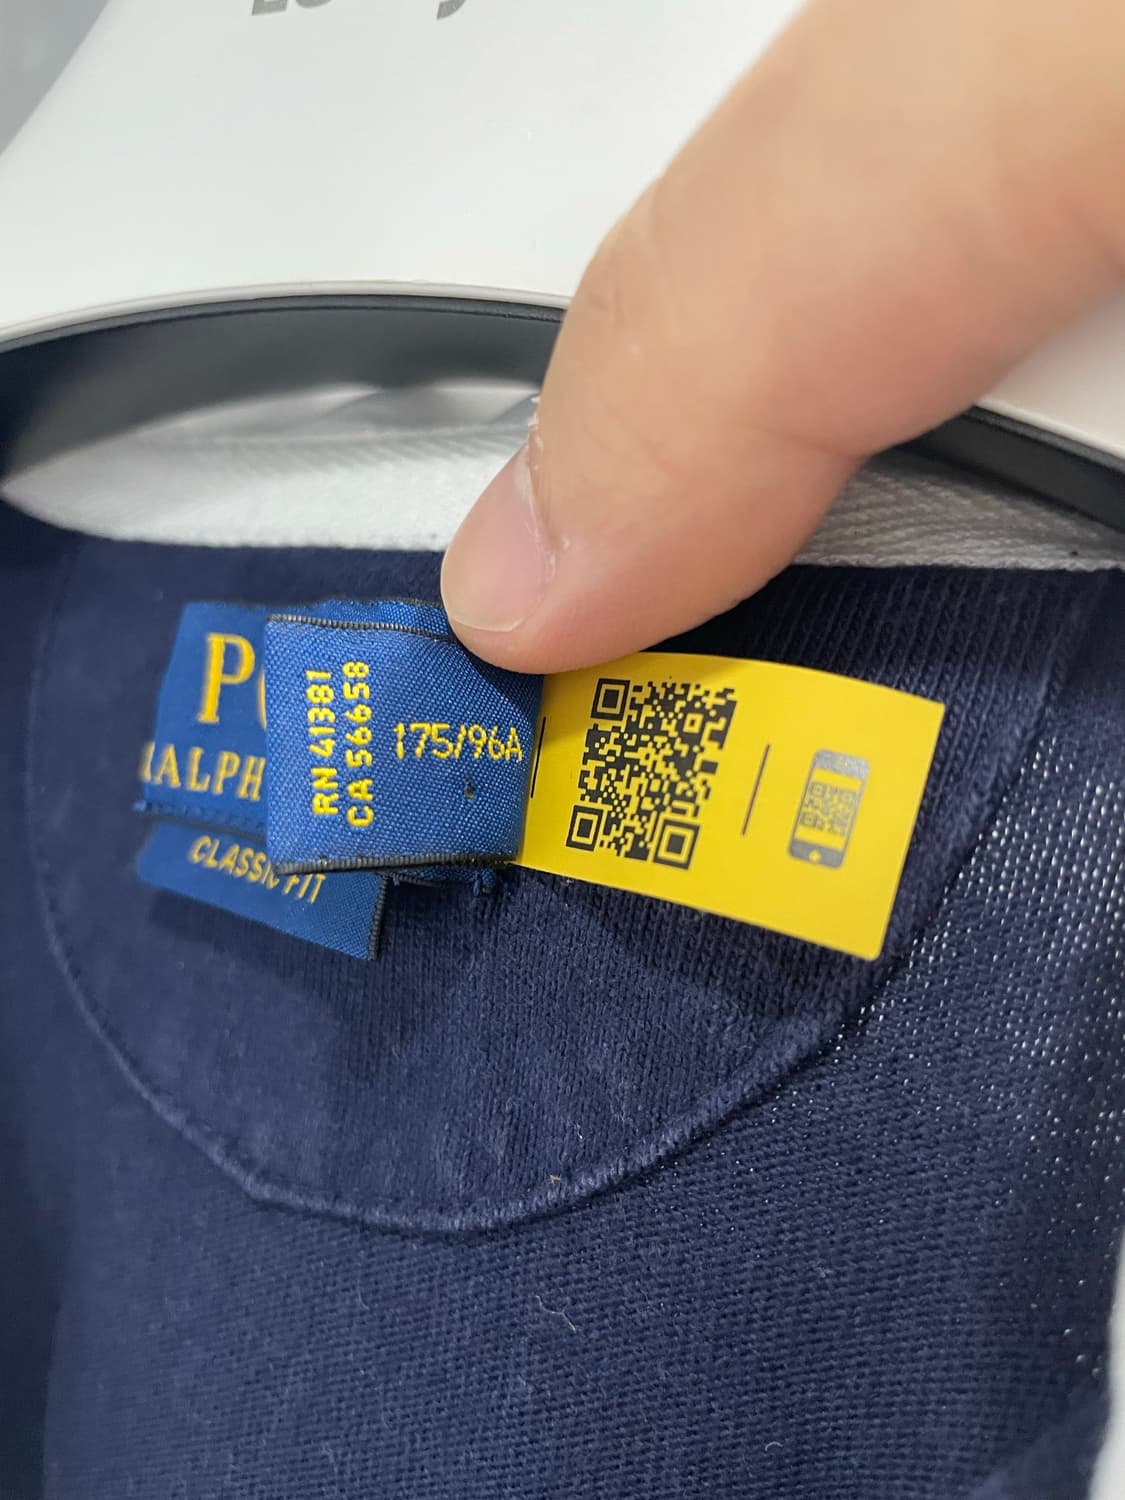 RALPH
CLASSIC FIT
RN 41381
CA 56658
175/96A